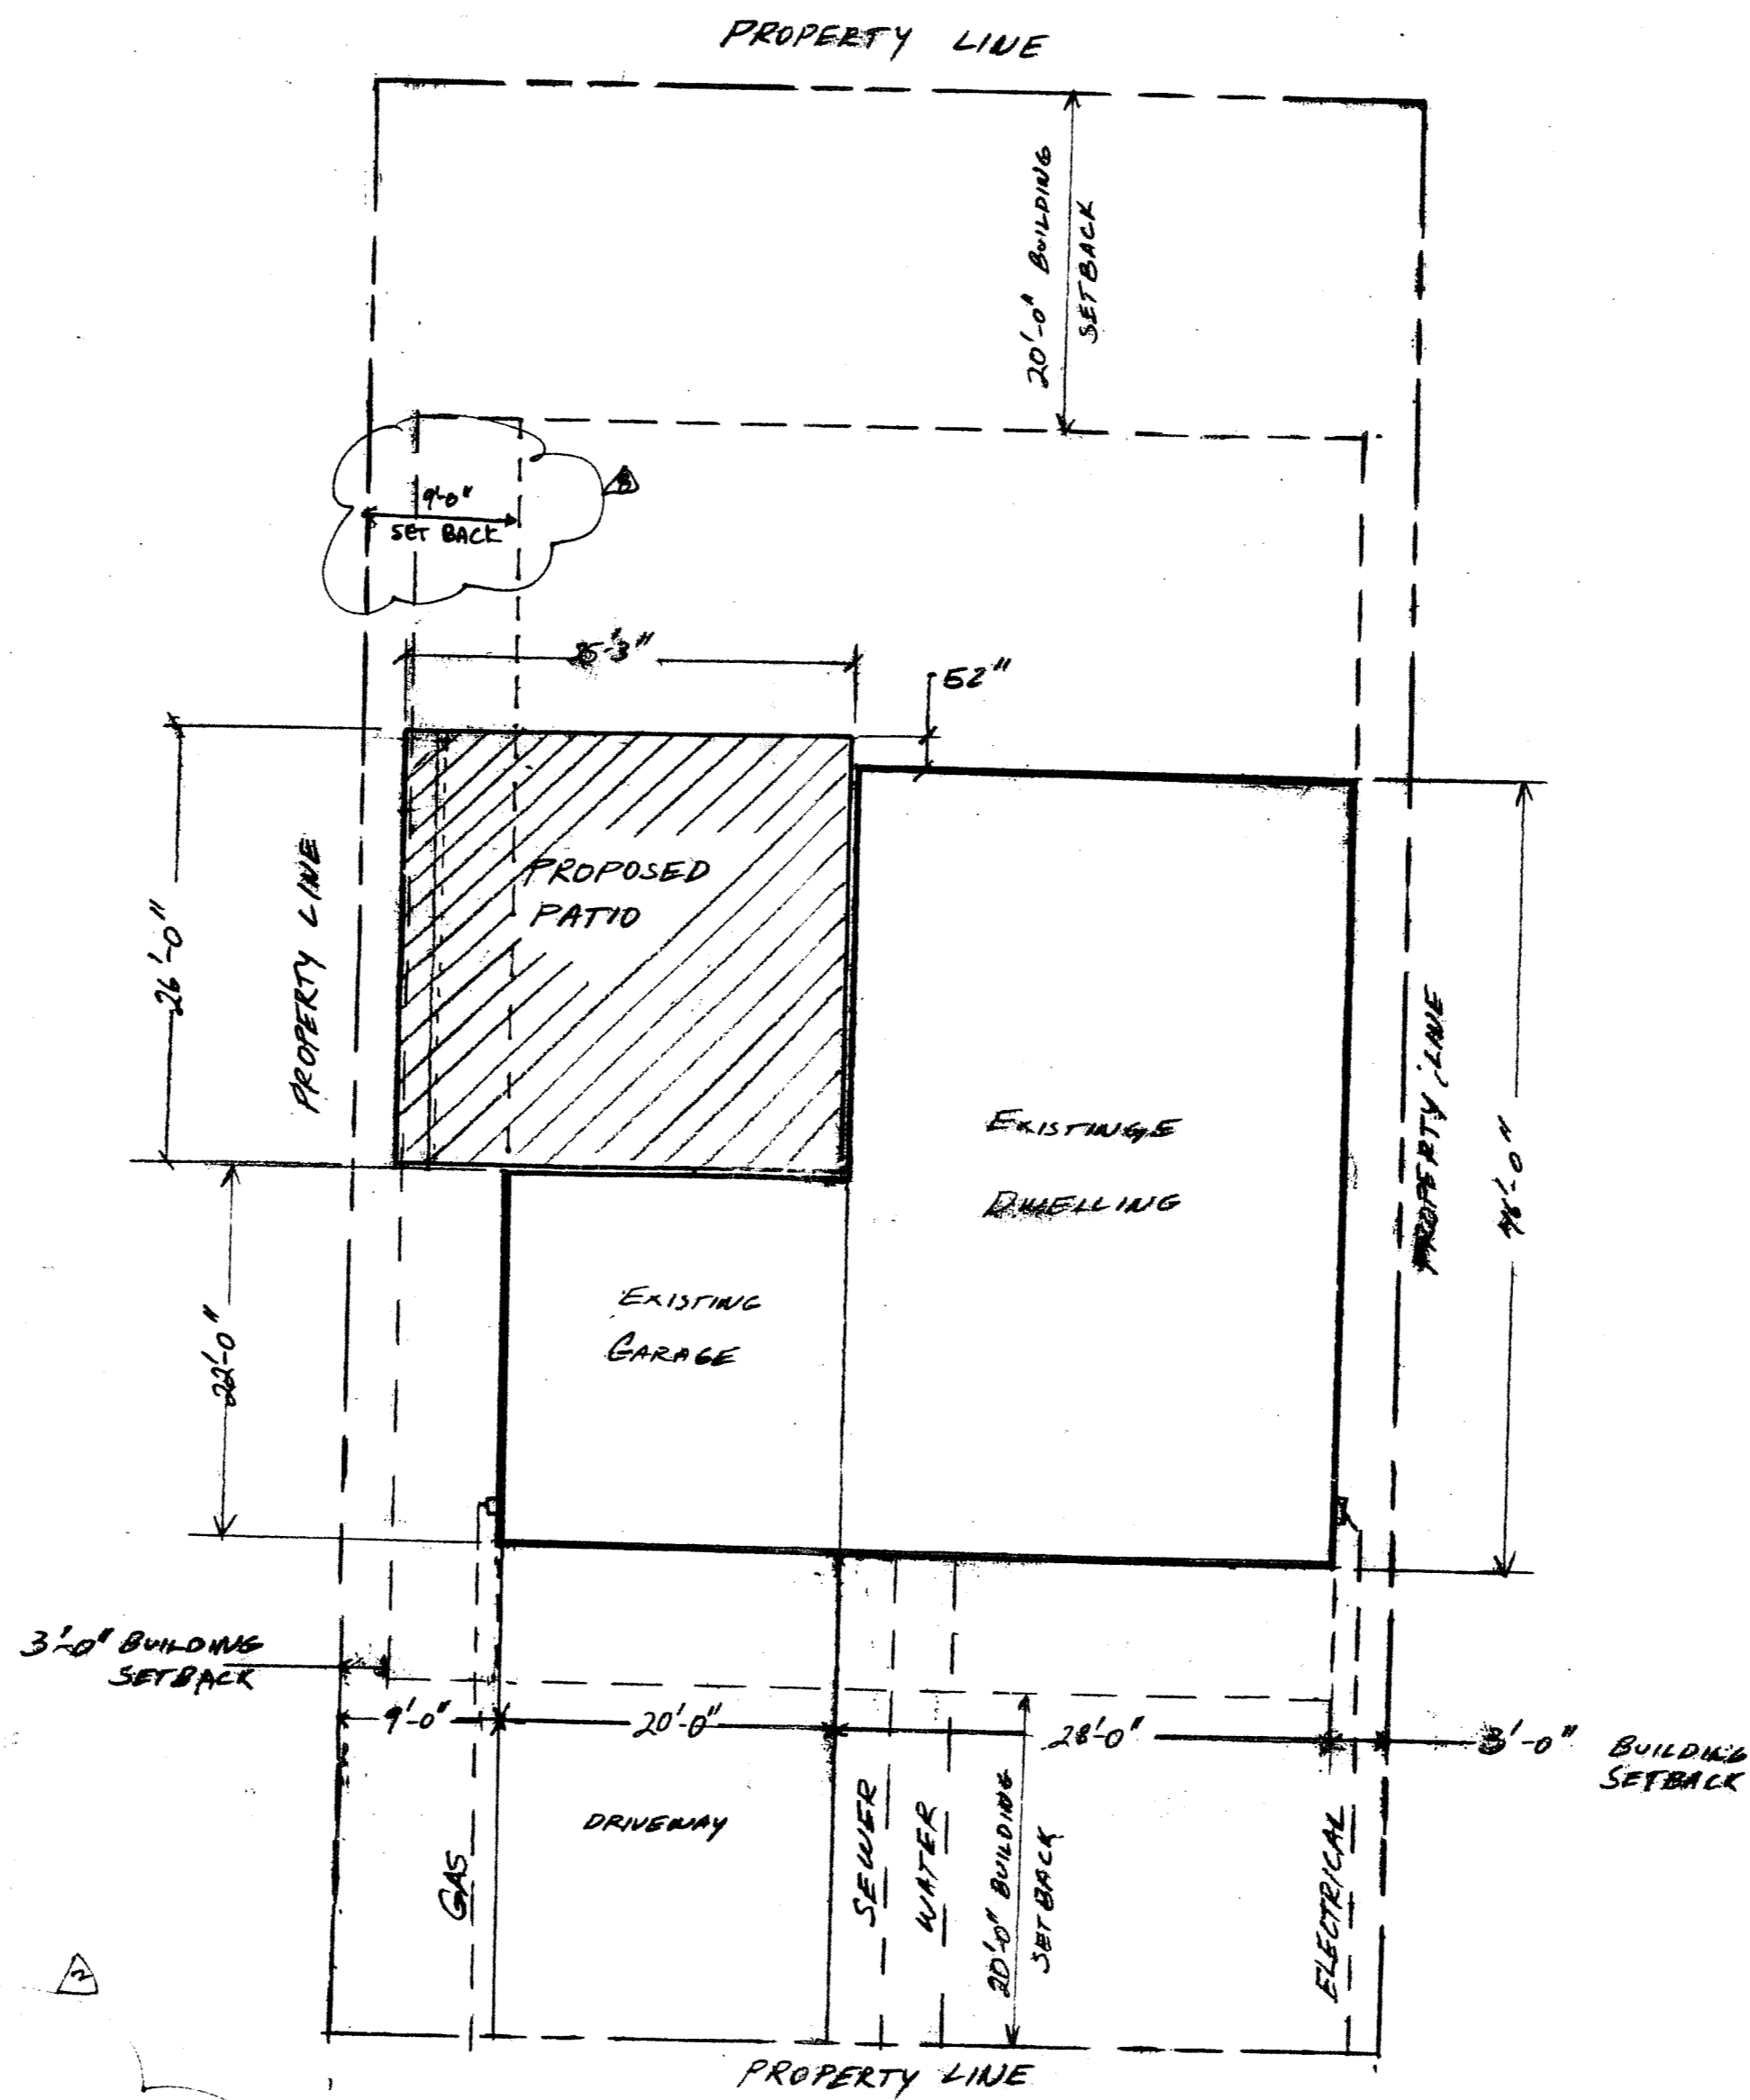 PROPERTY LINE
20'-0" BUILDING
SETBACK
9'-0"
SET BACK
52"
PROPOSED
PATIO
26'-0"
PROPERTY LINE
PROPERTY LINE
EXISTINGE
DWELLING
EXISTING
GARAGE
22'-0"
3'-0" BUILDING
SETBACK
9'-0"
20'-0"
28'-0"
3'-0" BUILDING
SETBACK
DRIVEWAY
GAS
SEWER
WATER
20'-0" BUILDING
SETBACK
ELECTRICAL
2
PROPERTY LINE